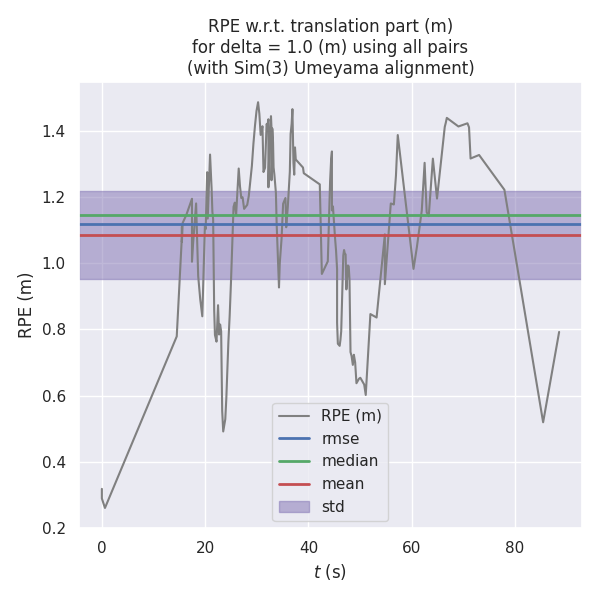 RPE w.r.t. translation part (m)
for delta = 1.0 (m) using all pairs
(with Sim(3) Umeyama alignment)
RPE (m)
1.4
1.2
1.0
0.8
0.6
0.4
0.2
RPE (m)
rmse
median
mean
std
0 20 40 60 80
t (s)